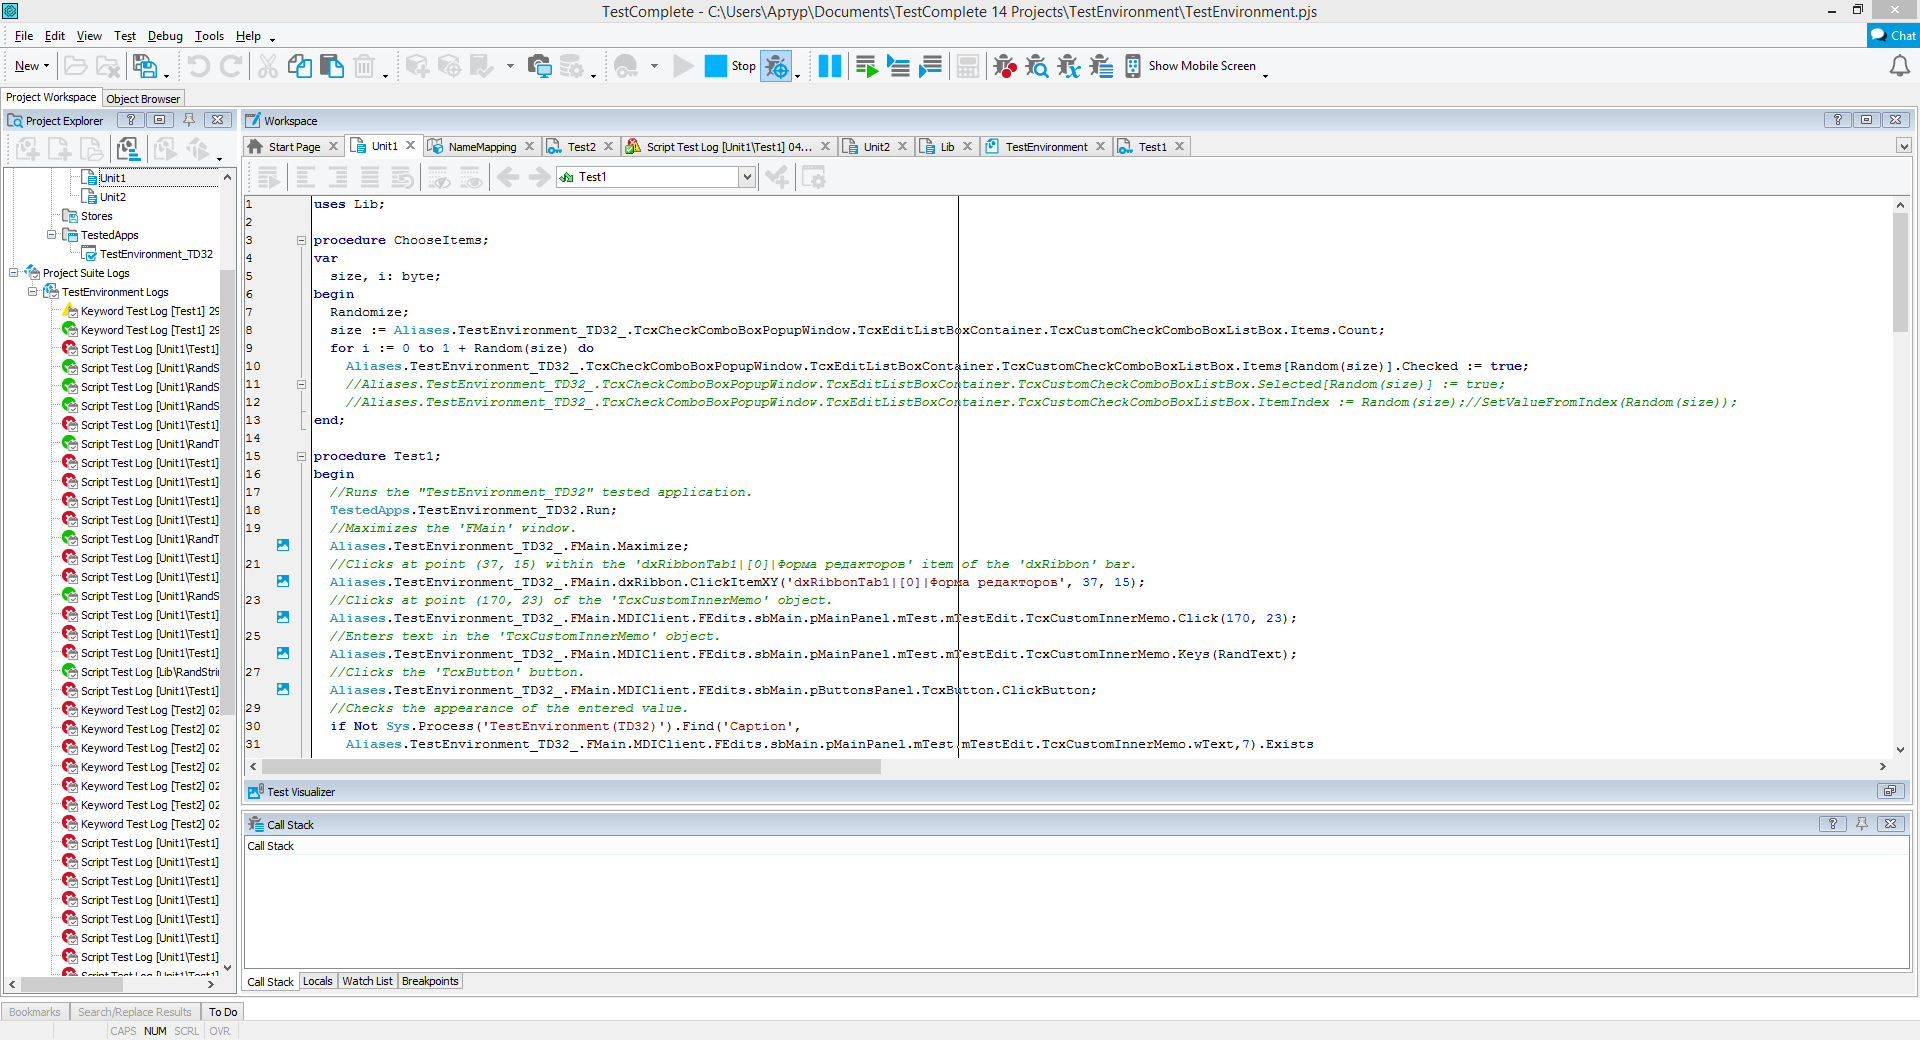 TestComplete - C:\Users\Артур\Documents\TestComplete 14 Projects\TestEnvironment\TestEnvironment.pjs
File Edit View Test Debug Tools Help
Chat
New Stop Show Mobile Screen
Project Workspace Object Browser
Project Explorer
Workspace
Start Page Unit1 NameMapping Test2 Script Test Log [Unit1\Test1] 04... Unit2 Lib TestEnvironment Test1
Test1
Unit1
Unit2
Stores
TestedApps
TestEnvironment_TD32
Project Suite Logs
TestEnvironment Logs
Keyword Test Log [Test1] 29
Keyword Test Log [Test1] 29
Script Test Log [Unit1\Test1]
Script Test Log [Unit1\RandS
Script Test Log [Unit1\RandS
Script Test Log [Unit1\RandS
Script Test Log [Unit1\Test1]
Script Test Log [Unit1\RandT
Script Test Log [Unit1\Test1]
Script Test Log [Unit1\Test1]
Script Test Log [Unit1\Test1]
Script Test Log [Unit1\Test1]
Script Test Log [Unit1\RandT
Script Test Log [Unit1\Test1]
Script Test Log [Unit1\Test1]
Script Test Log [Unit1\RandS
Script Test Log [Unit1\Test1]
Script Test Log [Unit1\Test1]
Script Test Log [Unit1\Test1]
Script Test Log [Lib\RandStri
Script Test Log [Unit1\Test1]
Keyword Test Log [Test2] 02
Keyword Test Log [Test2] 02
Keyword Test Log [Test2] 02
Keyword Test Log [Test2] 02
Keyword Test Log [Test2] 02
Keyword Test Log [Test2] 02
Keyword Test Log [Test2] 02
Script Test Log [Unit1\Test1]
Script Test Log [Unit1\Test1]
Script Test Log [Unit1\Test1]
Script Test Log [Unit1\Test1]
Script Test Log [Unit1\Test1]
Script Test Log [Unit1\Test1]
Script Test Log [Unit1\Test1]
Script Test Log [Unit1\Test1]
1 uses Lib;
2
3 procedure ChooseItems;
4 var
5 size, i: byte;
6 begin
7 Randomize;
8 size := Aliases.TestEnvironment_TD32_.TcxCheckComboBoxPopupWindow.TcxEditListBoxContainer.TcxCustomCheckComboBoxListBox.Items.Count;
9 for i := 0 to 1 + Random(size) do
10 Aliases.TestEnvironment_TD32_.TcxCheckComboBoxPopupWindow.TcxEditListBoxContainer.TcxCustomCheckComboBoxListBox.Items[Random(size)].Checked := true;
11 //Aliases.TestEnvironment_TD32_.TcxCheckComboBoxPopupWindow.TcxEditListBoxContainer.TcxCustomCheckComboBoxListBox.Selected[Random(size)] := true;
12 //Aliases.TestEnvironment_TD32_.TcxCheckComboBoxPopupWindow.TcxEditListBoxContainer.TcxCustomCheckComboBoxListBox.ItemIndex := Random(size);//SetValueFromIndex(Random(size));
13 end;
14
15 procedure Test1;
16 begin
17 //Runs the "TestEnvironment_TD32" tested application.
18 TestedApps.TestEnvironment_TD32.Run;
19 //Maximizes the 'FMain' window.
Aliases.TestEnvironment_TD32_.FMain.Maximize;
21 //Clicks at point (37, 15) within the 'dxRibbonTab1|[0]|Форма редакторов' item of the 'dxRibbon' bar.
Aliases.TestEnvironment_TD32_.FMain.dxRibbon.ClickItemXY('dxRibbonTab1|[0]|Форма редакторов', 37, 15);
23 //Clicks at point (170, 23) of the 'TcxCustomInnerMemo' object.
Aliases.TestEnvironment_TD32_.FMain.MDIClient.FEdits.sbMain.pMainPanel.mTest.mTestEdit.TcxCustomInnerMemo.Click(170, 23);
25 //Enters text in the 'TcxCustomInnerMemo' object.
Aliases.TestEnvironment_TD32_.FMain.MDIClient.FEdits.sbMain.pMainPanel.mTest.mTestEdit.TcxCustomInnerMemo.Keys(RandText);
27 //Clicks the 'TcxButton' button.
Aliases.TestEnvironment_TD32_.FMain.MDIClient.FEdits.sbMain.pButtonsPanel.TcxButton.ClickButton;
29 //Checks the appearance of the entered value.
30 if Not Sys.Process('TestEnvironment(TD32)').Find('Caption',
31 Aliases.TestEnvironment_TD32_.FMain.MDIClient.FEdits.sbMain.pMainPanel.mTest.mTestEdit.TcxCustomInnerMemo.wText,7).Exists
Test Visualizer
Call Stack
Call Stack
Call Stack Locals Watch List Breakpoints
Bookmarks Search/Replace Results To Do
CAPS NUM SCRL OVR